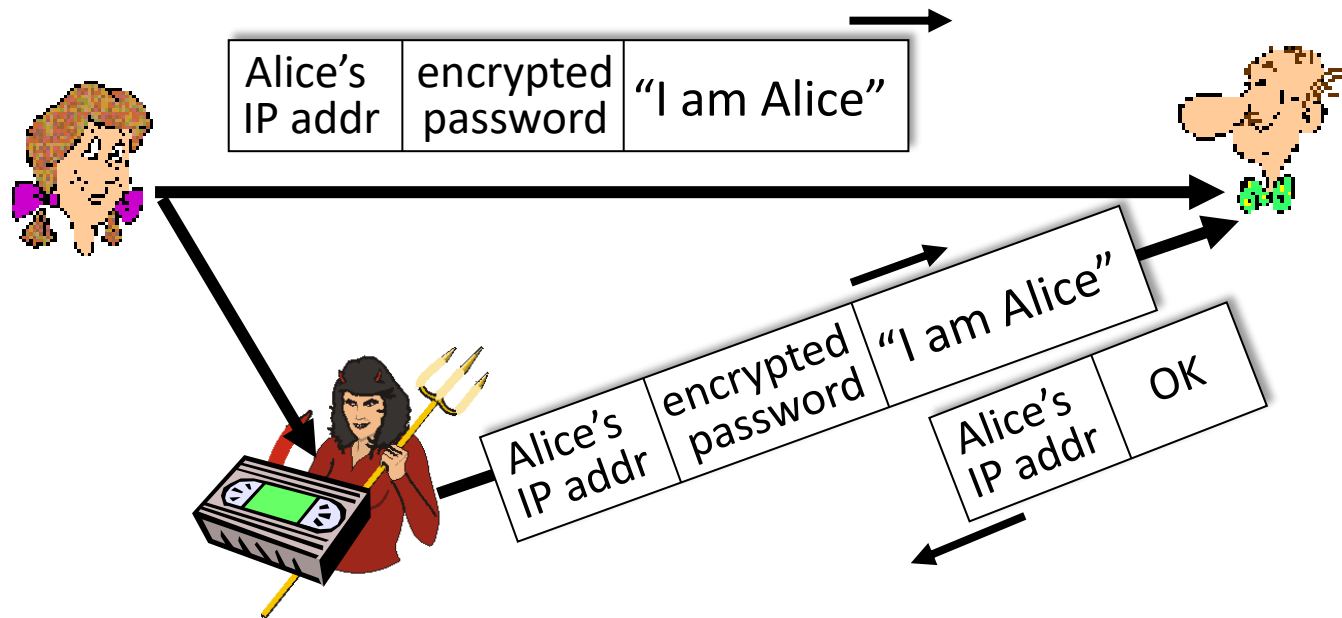 Alice’s
IP addr
encrypted
password
“I am Alice”
Alice’s
IP addr
encrypted
password
“I am Alice”
Alice’s
IP addr
OK